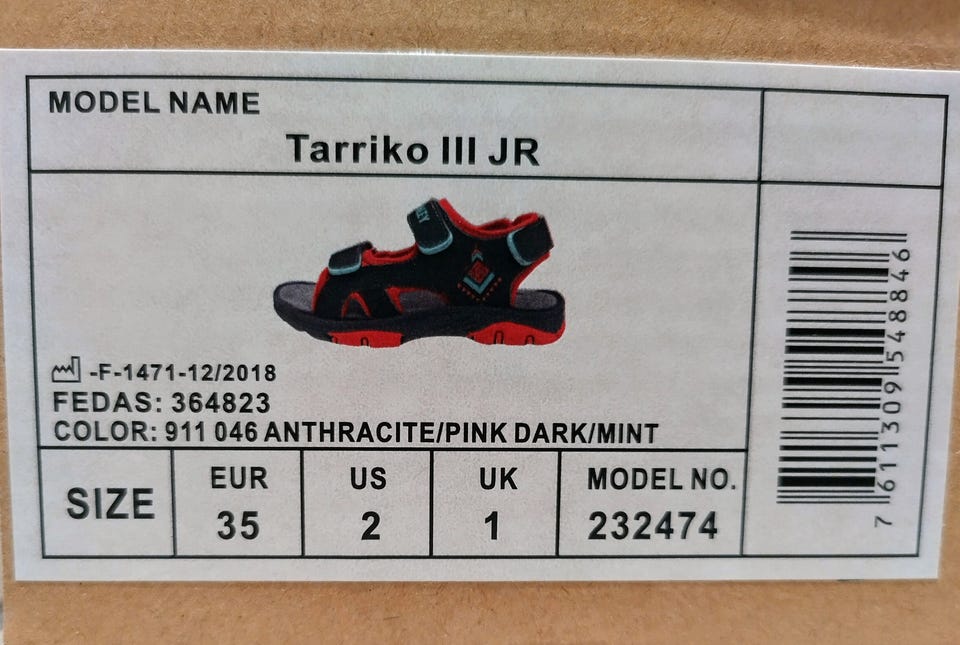 MODEL NAME
Tarriko III JR
-F-1471-12/2018
FEDAS: 364823
COLOR: 911 046 ANTHRACITE/PINK DARK/MINT
SIZE
EUR
35
US
2
UK
1
MODEL NO.
232474
7 611309 548846